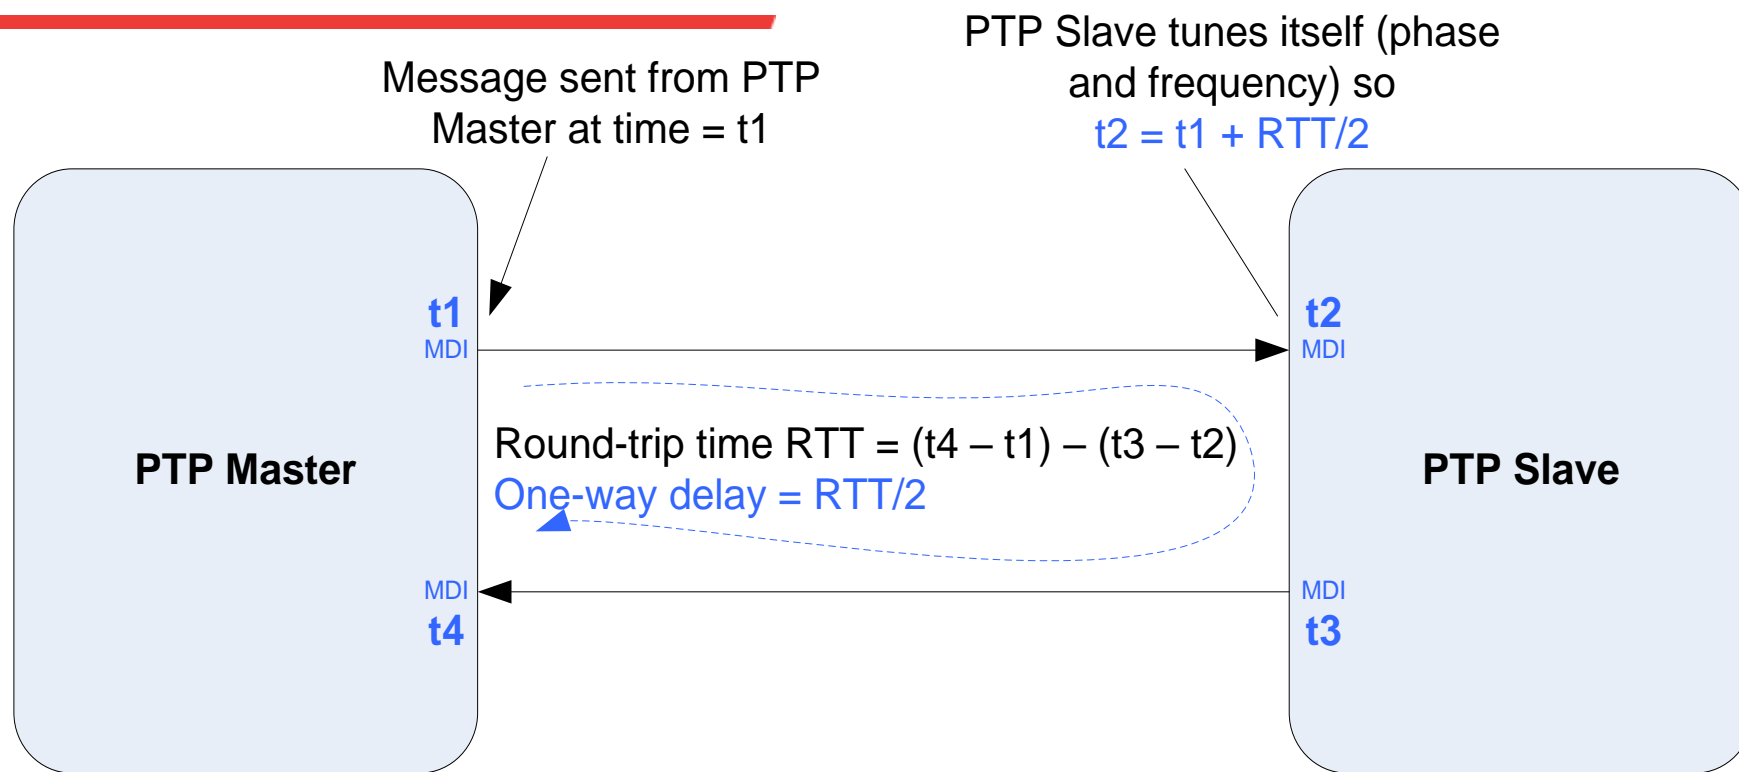 Message sent from PTP
Master at time = t1
PTP Slave tunes itself (phase
and frequency) so
t2 = t1 + RTT/2
t1
MDI
t2
MDI
PTP Master
Round-trip time RTT = (t4 – t1) – (t3 – t2)
One-way delay = RTT/2
PTP Slave
MDI
t4
MDI
t3